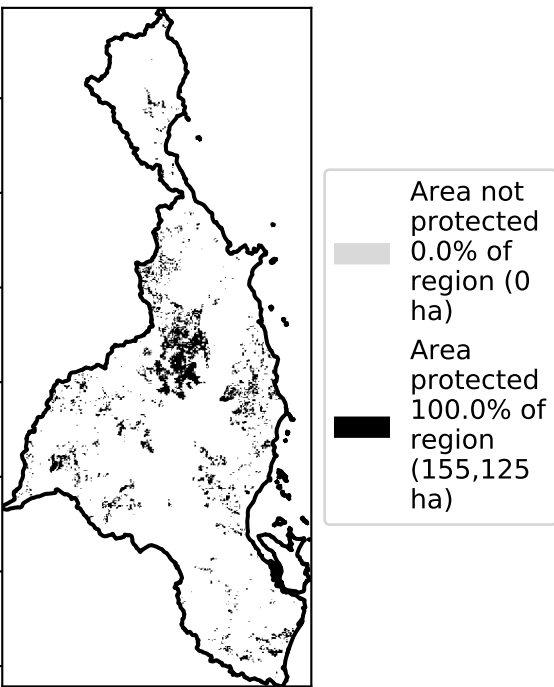 Area not
protected
0.0% of
region (0
ha)
Area
protected
100.0% of
region
(155,125
ha)